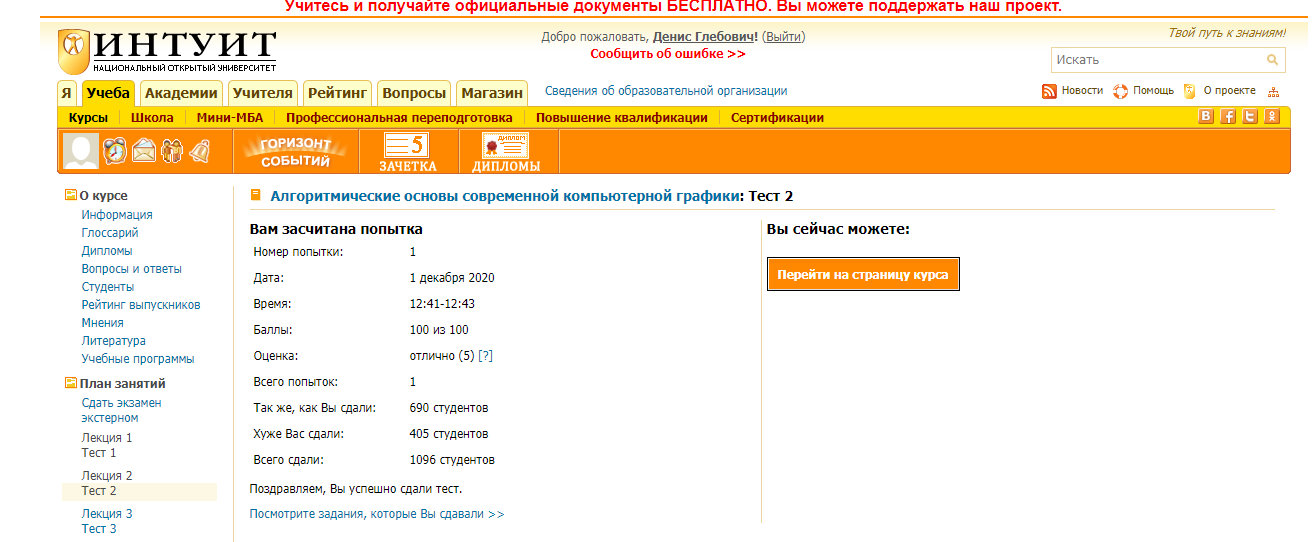 Учитесь и получайте официальные документы БЕСПЛАТНО. Вы можете поддержать наш проект.
ИНТУИТ
НАЦИОНАЛЬНЫЙ ОТКРЫТЫЙ УНИВЕРСИТЕТ
Добро пожаловать, Денис Глебович! (Выйти)
Сообщить об ошибке >>
Твой путь к знаниям!
Искать
Я Учеба Академии Учителя Рейтинг Вопросы Магазин
Сведения об образовательной организации
Новости Помощь О проекте
Курсы Школа Мини-МБА Профессиональная переподготовка Повышение квалификации Сертификации
ГОРИЗОНТ
СОБЫТИЙ
5
ЗАЧЕТКА
ДИПЛОМ
ДИПЛОМЫ
О курсе
Информация
Глоссарий
Дипломы
Вопросы и ответы
Студенты
Рейтинг выпускников
Мнения
Литература
Учебные программы
План занятий
Сдать экзамен
экстерном
Лекция 1
Тест 1
Лекция 2
Тест 2
Лекция 3
Тест 3
Алгоритмические основы современной компьютерной графики: Тест 2
Вам засчитана попытка
Номер попытки: 1
Дата: 1 декабря 2020
Время: 12:41-12:43
Баллы: 100 из 100
Оценка: отлично (5) [?]
Всего попыток: 1
Так же, как Вы сдали: 690 студентов
Хуже Вас сдали: 405 студентов
Всего сдали: 1096 студентов
Поздравляем, Вы успешно сдали тест.
Посмотрите задания, которые Вы сдавали >>
Вы сейчас можете:
Перейти на страницу курса